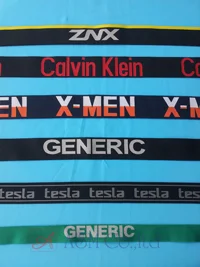 ZNX
Calvin Klein
X-MEN X-MEN
GENERIC
tesla tesla tesla tesla
GENERIC